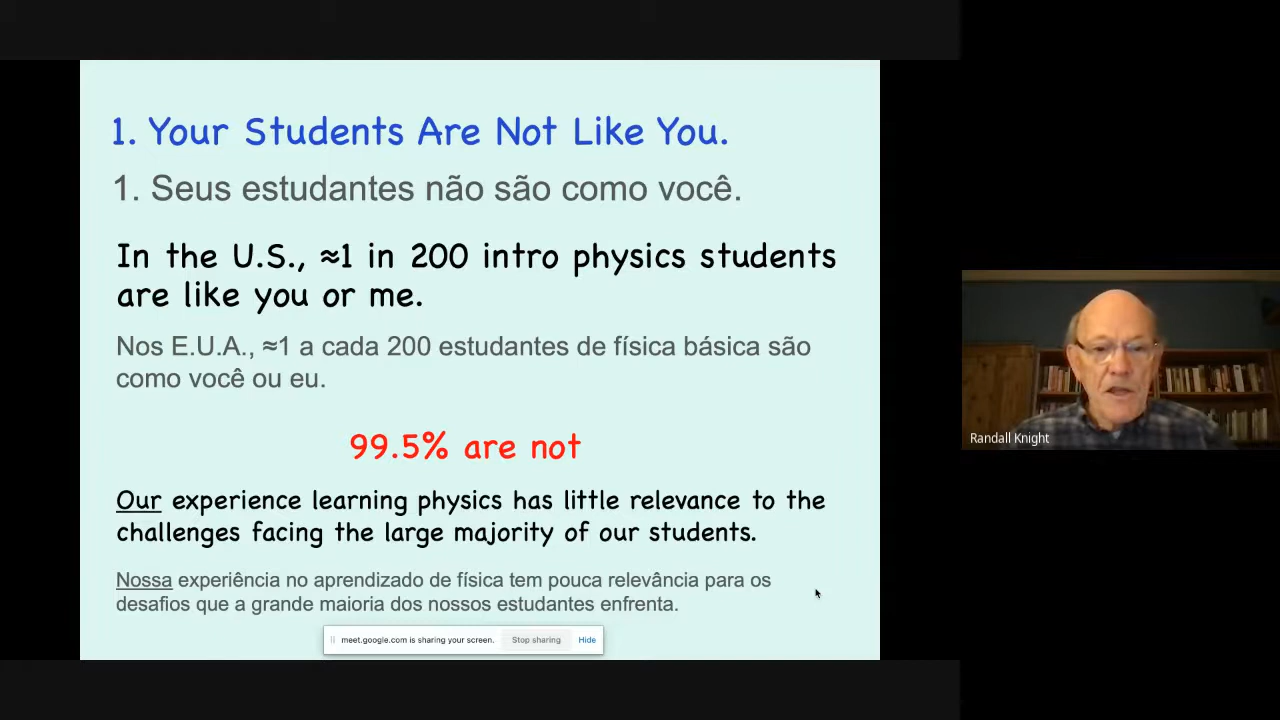 1. Your Students Are Not Like You.
1. Seus estudantes não são como você.
In the U.S., ≈1 in 200 intro physics students
are like you or me.
Nos E.U.A., ≈1 a cada 200 estudantes de física básica são
como você ou eu.
99.5% are not
Our experience learning physics has little relevance to the
challenges facing the large majority of our students.
Nossa experiência no aprendizado de física tem pouca relevância para os
desafios que a grande maioria dos nossos estudantes enfrenta.
meet.google.com is sharing your screen. Stop sharing Hide
Randall Knight